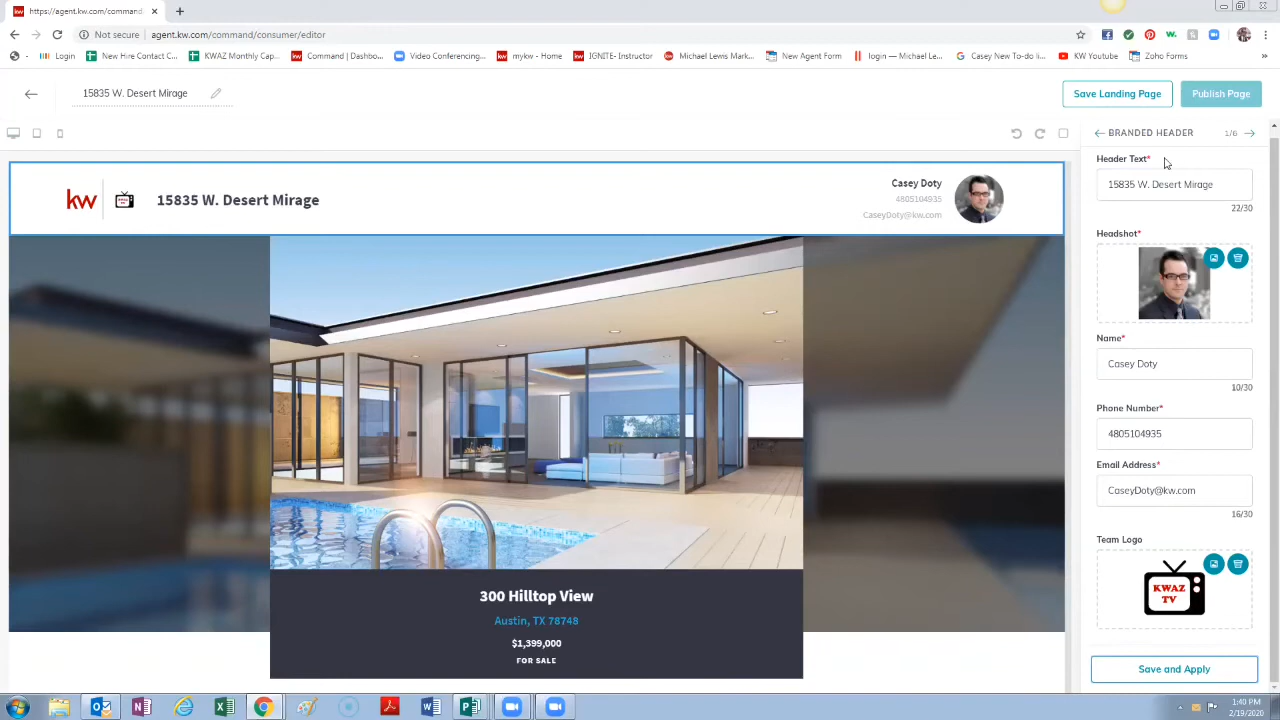 https://agent.kw.com/command
Not secure | agent.kw.com/command/consumer/editor
Login New Hire Contact C... KWAZ Monthly Cap... Command | Dashbo... Video Conferencing... mykw - Home IGNITE- Instructor Michael Lewis Mark... New Agent Form login — Michael Le... Casey New To-do li... KW Youtube Zoho Forms »
15835 W. Desert Mirage
Save Landing Page
Publish Page
BRANDED HEADER 1/6
Header Text*
15835 W. Desert Mirage
22/30
Headshot*
Name*
Casey Doty
10/30
Phone Number*
4805104935
Email Address*
CaseyDoty@kw.com
16/30
Team Logo
KWAZ
TV
Save and Apply
kw 15835 W. Desert Mirage
Casey Doty
4805104935
CaseyDoty@kw.com
300 Hilltop View
Austin, TX 78748
$1,399,000
FOR SALE
1:40 PM
2/19/2020